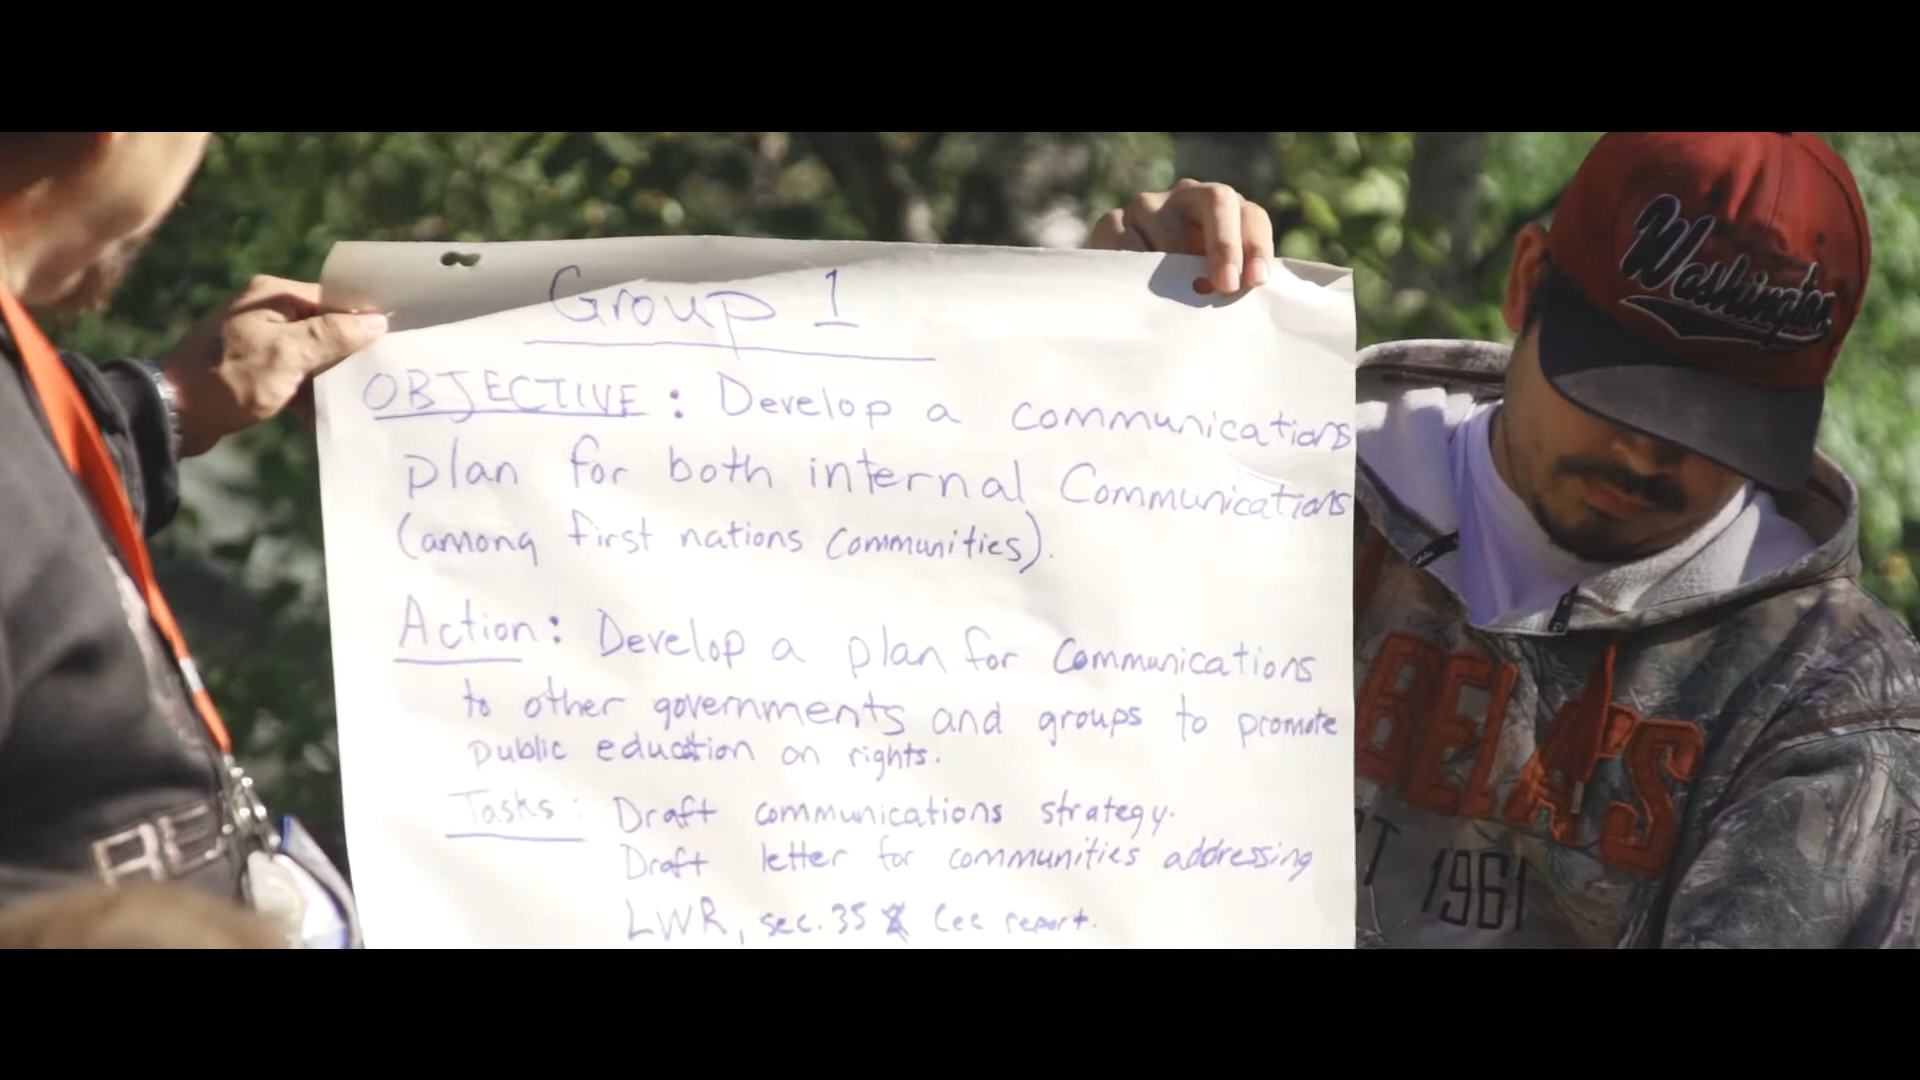 Group 1
OBJECTIVE : Develop a communications
plan for both internal Communications
(among first nations communities).
Action : Develop a plan for communications
to other governments and groups to promote
public education on rights.
Tasks : Draft communications strategy.
Draft letter for communities addressing
LWR, sec. 35 & Cec report.
Washington
BELA'S
1961